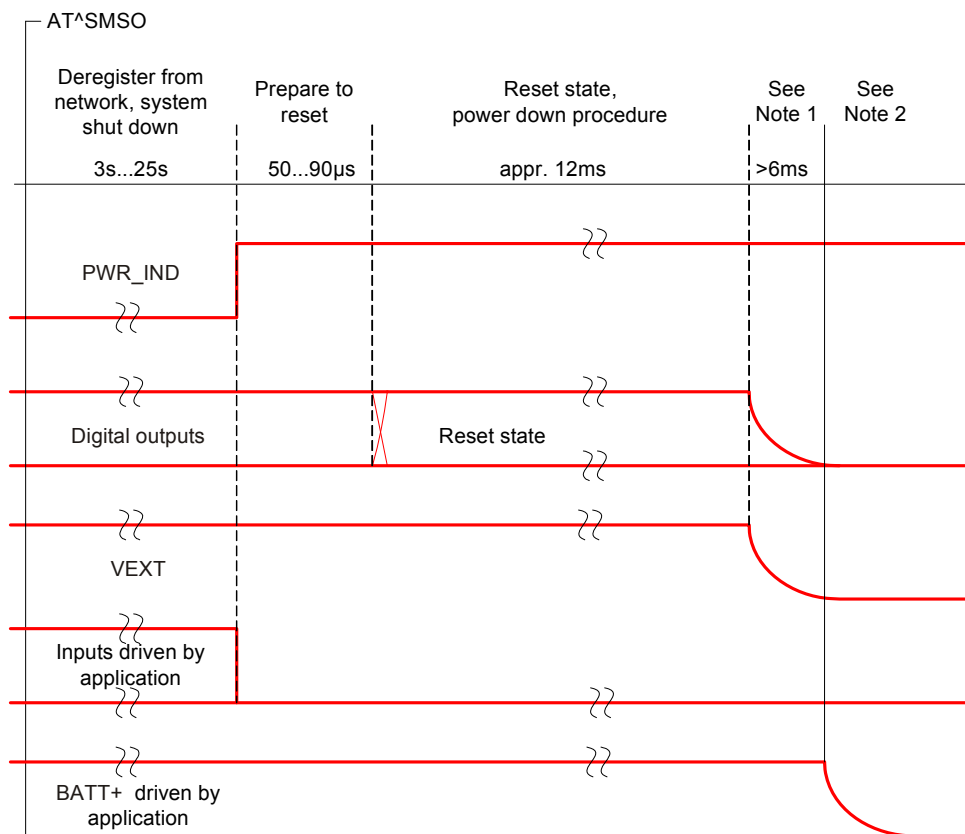 AT^SMSO
Deregister from
network, system
shut down
Prepare to
reset
Reset state,
power down procedure
See
Note 1
See
Note 2
3s...25s
50...90µs
appr. 12ms
>6ms
PWR_IND
Digital outputs
Reset state
VEXT
Inputs driven by
application
BATT+ driven by
application